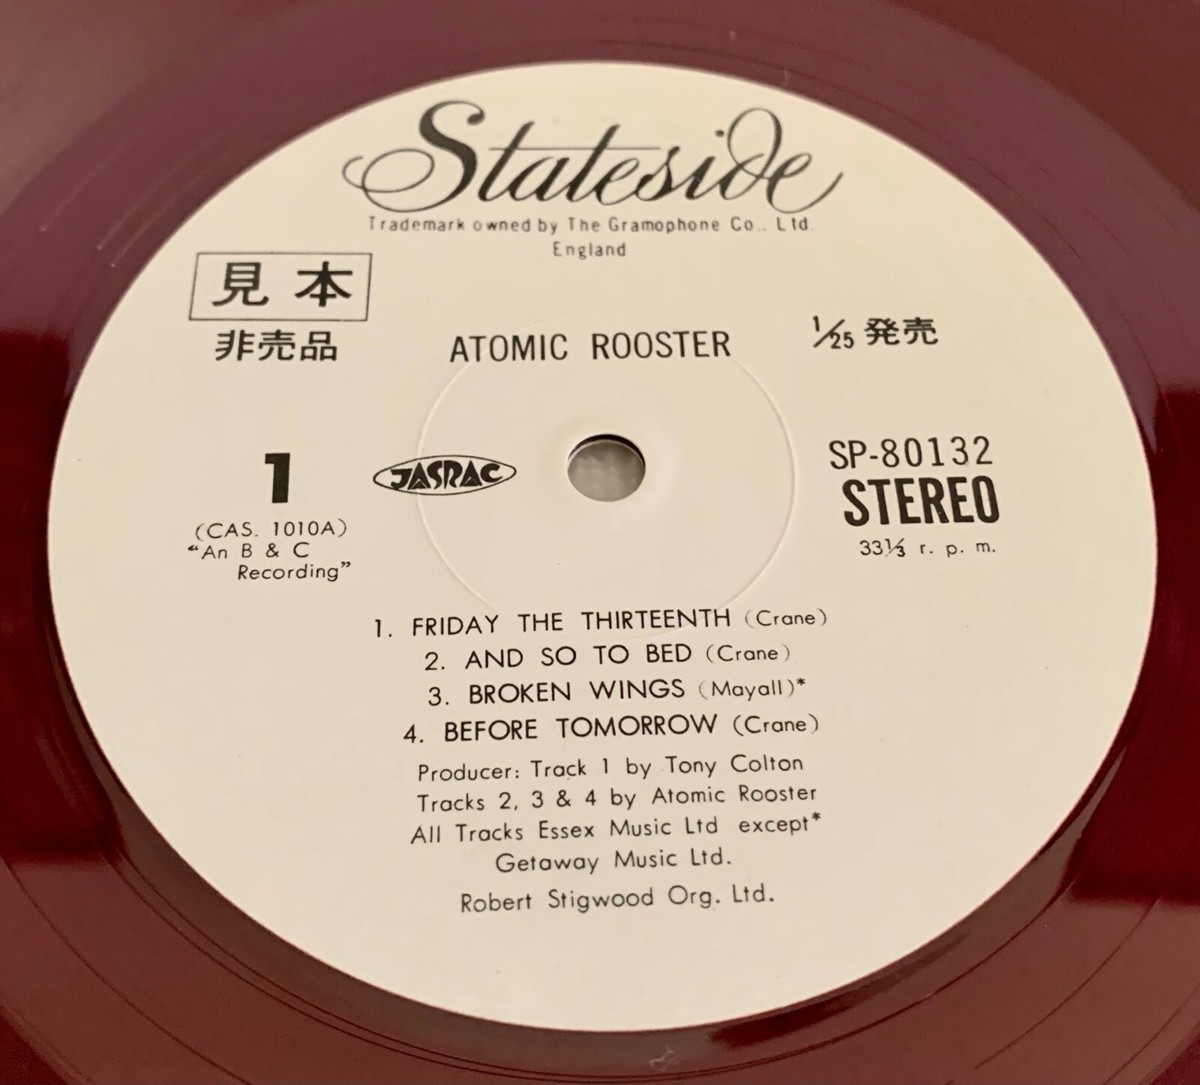 Stateside
Trademark owned by The Gramophone Co.. Ltd.
England
見本
非売品
ATOMIC ROOSTER
1/25 発売
1
JASRAC
SP-80132
STEREO
33⅓ r. p. m.
(CAS. 1010A)
“An B & C
Recording”
1. FRIDAY THE THIRTEENTH (Crane)
2. AND SO TO BED (Crane)
3. BROKEN WINGS (Mayall)*
4. BEFORE TOMORROW (Crane)
Producer: Track 1 by Tony Colton
Tracks 2, 3 & 4 by Atomic Rooster
All Tracks Essex Music Ltd except*
Getaway Music Ltd.
Robert Stigwood Org. Ltd.